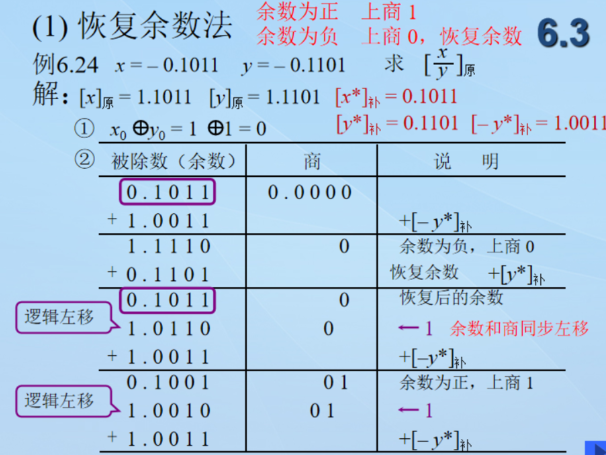 (1) 恢复余数法
余数为正 上商 1
余数为负 上商 0，恢复余数
6.3
例6.24 x = – 0.1011 y = – 0.1101 求 [x/y]原
解：[x]原 = 1.1011 [y]原 = 1.1101 [x*]补 = 0.1011
[y*]补 = 0.1101 [– y*]补 = 1.0011
① x0 ⊕ y0 = 1 ⊕ 1 = 0
② 被除数（余数） 商 说 明
0.1011 0.0000
+ 1.0011 +[– y*]补
1.1110 0 余数为负，上商 0
+ 0.1101 恢复余数 +[y*]补
0.1011 0 恢复后的余数
逻辑左移 1.0110 0 ←1 余数和商同步左移
+ 1.0011 +[–y*]补
0.1001 01 余数为正，上商 1
逻辑左移 1.0010 01 ←1
+ 1.0011 +[– y*]补